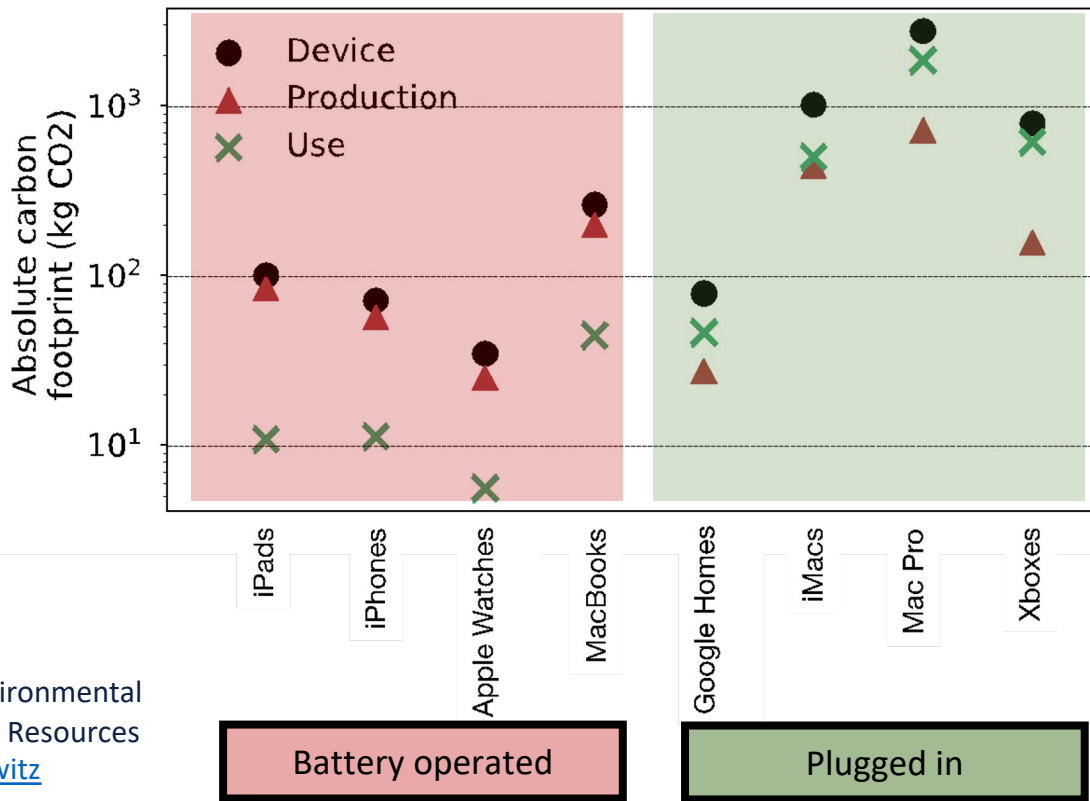 Device
Production
Use
Absolute carbon
footprint (kg CO2)
10³
10²
10¹
iPads
iPhones
Apple Watches
MacBooks
Google Homes
iMacs
Mac Pro
Xboxes
Resources
Battery operated
Plugged in